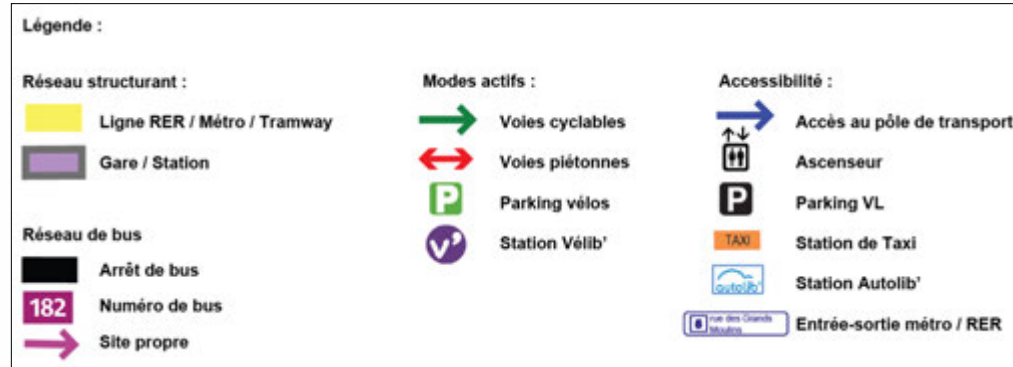 Légende :
Réseau structurant :
Ligne RER / Métro / Tramway
Gare / Station
Réseau de bus
Arrêt de bus
182 Numéro de bus
Site propre
Modes actifs :
Voies cyclables
Voies piétonnes
P Parking vélos
v' Station Vélib'
Accessibilité :
Accès au pôle de transport
Ascenseur
P Parking VL
TAXI Station de Taxi
autolib' Station Autolib'
rue des Grands
Moulins
Entrée-sortie métro / RER